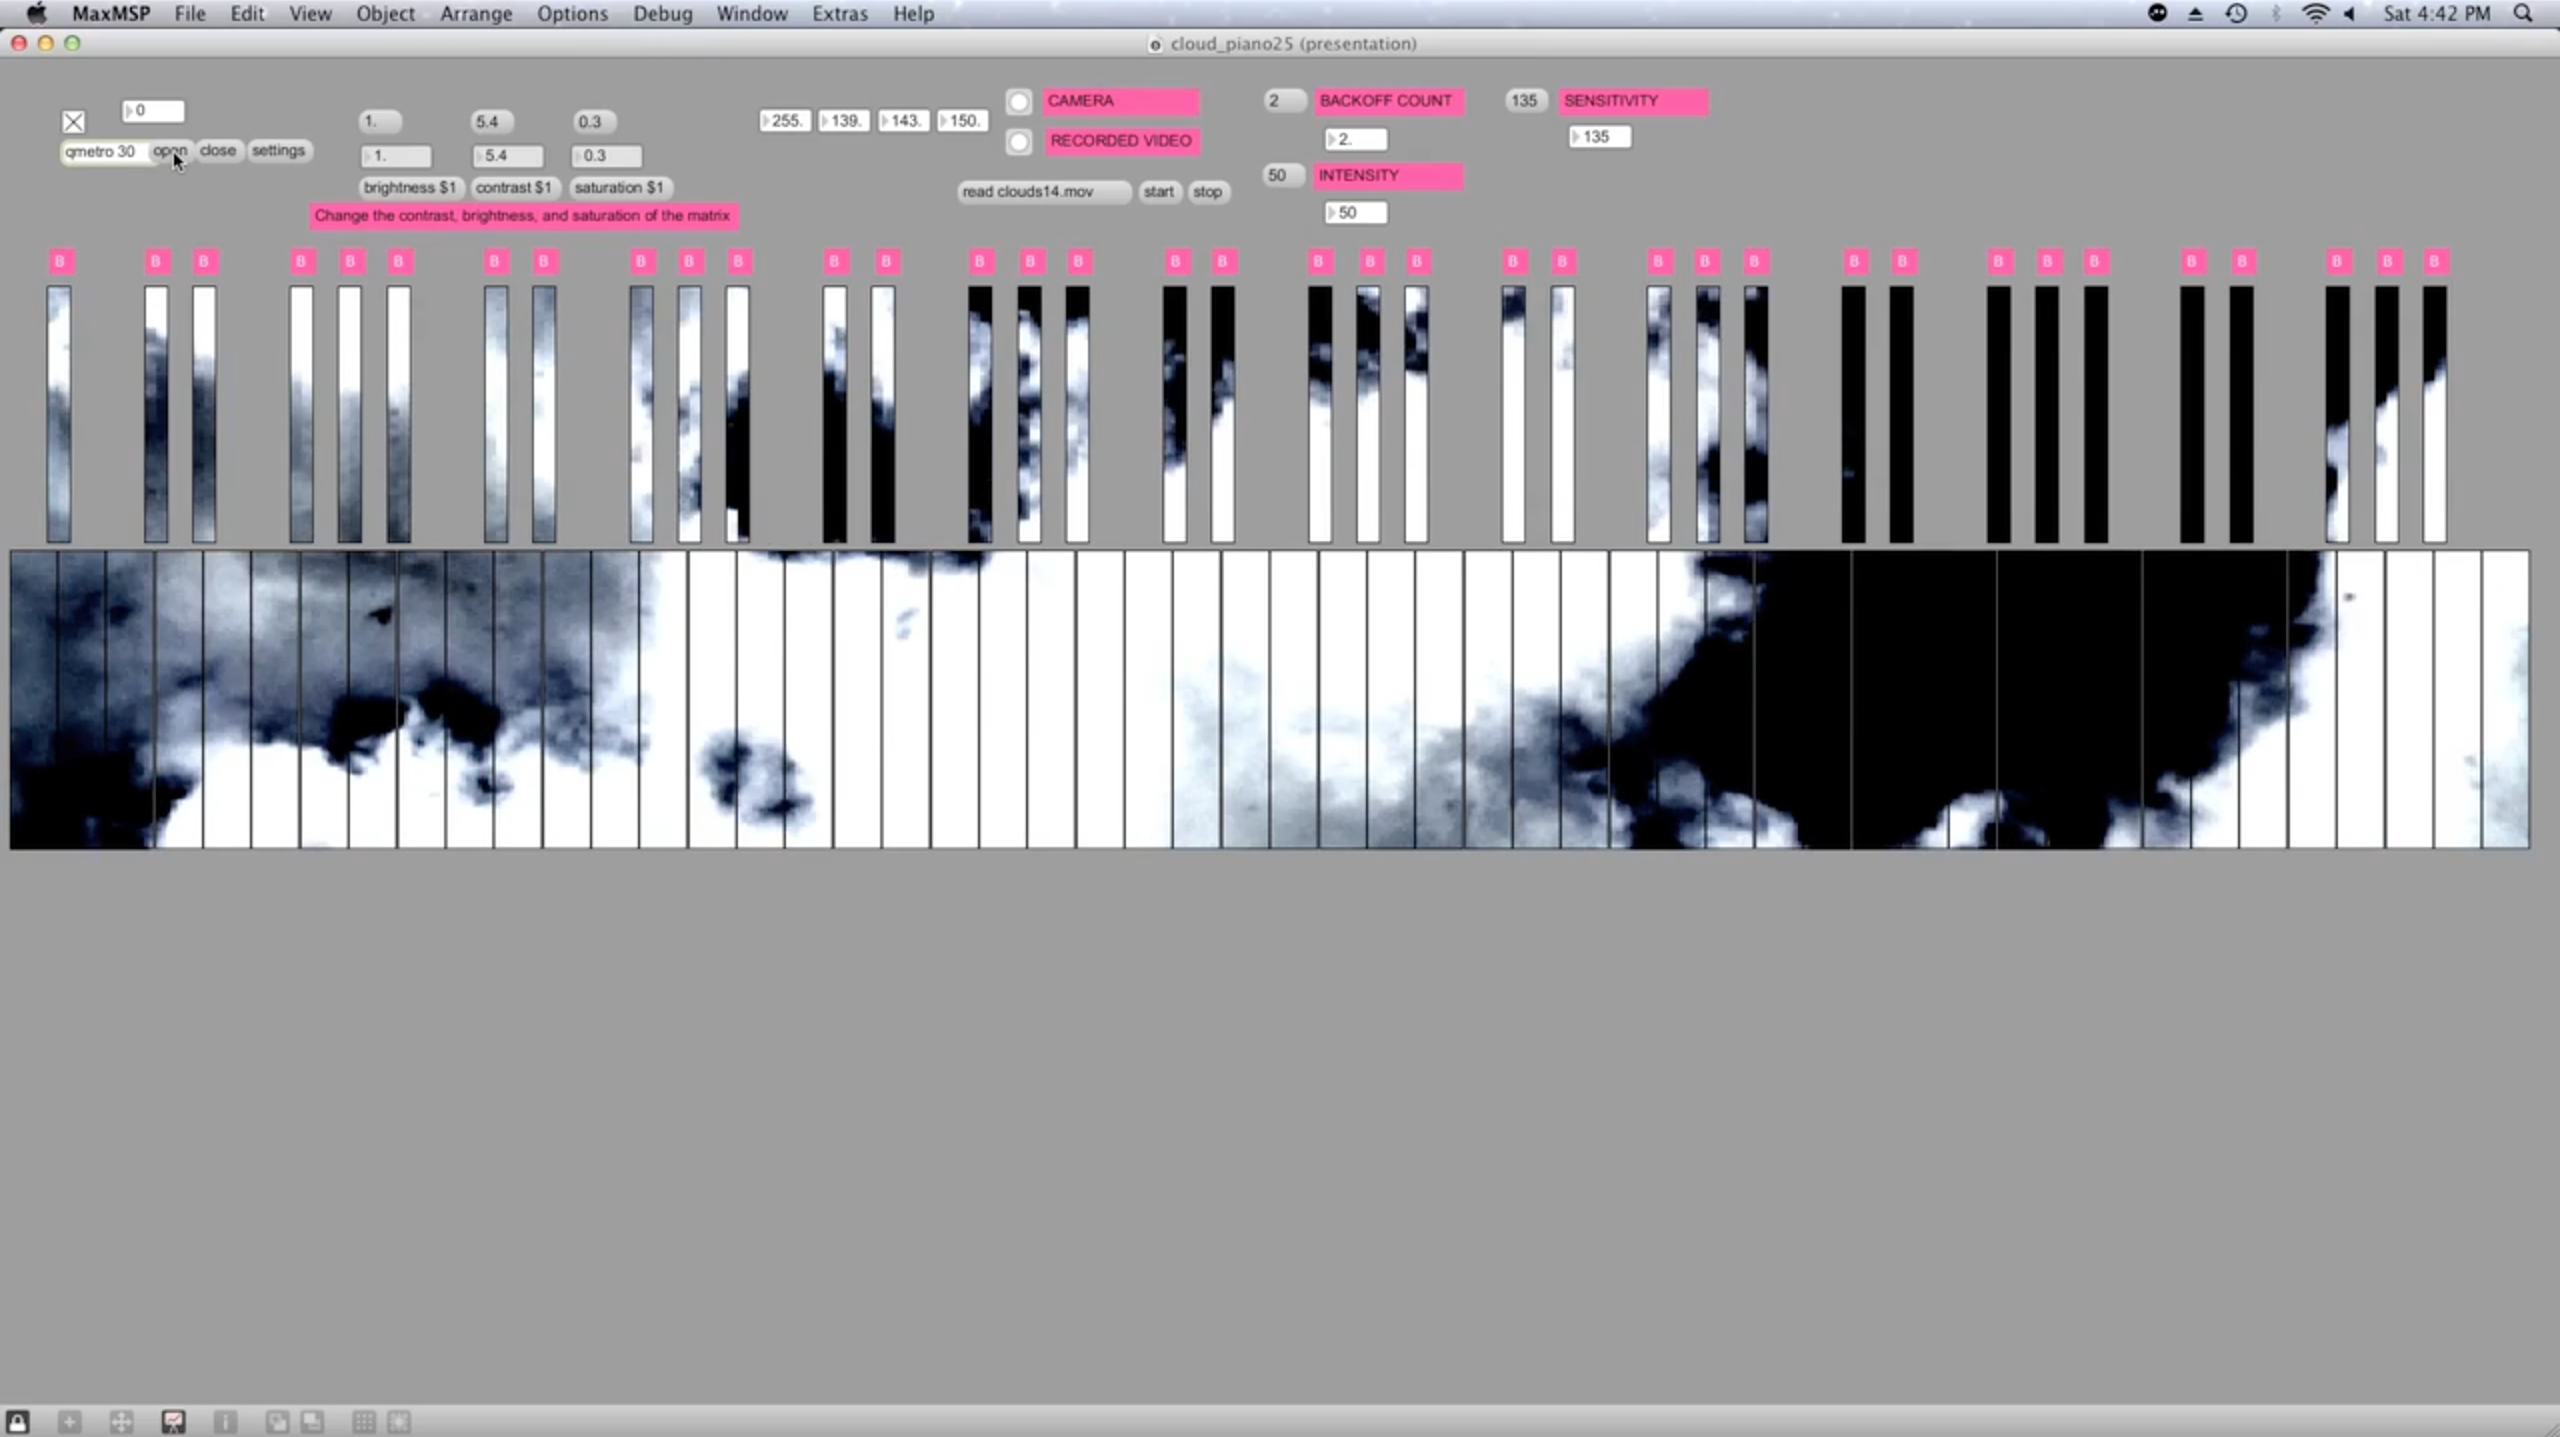 MaxMSP File Edit View Object Arrange Options Debug Window Extras Help Sat 4:42 PM
cloud_piano25 (presentation)
0
qmetro 30 open close settings
1. 5.4 0.3
1. 5.4 0.3
brightness $1 contrast $1 saturation $1
Change the contrast, brightness, and saturation of the matrix
255. 139. 143. 150.
CAMERA
RECORDED VIDEO
read clouds14.mov start stop
2 BACKOFF COUNT
2.
50 INTENSITY
50
135 SENSITIVITY
135
B B B B B B B B B B B B B B B B B B B B B B B B B B B B B B B B B B B B